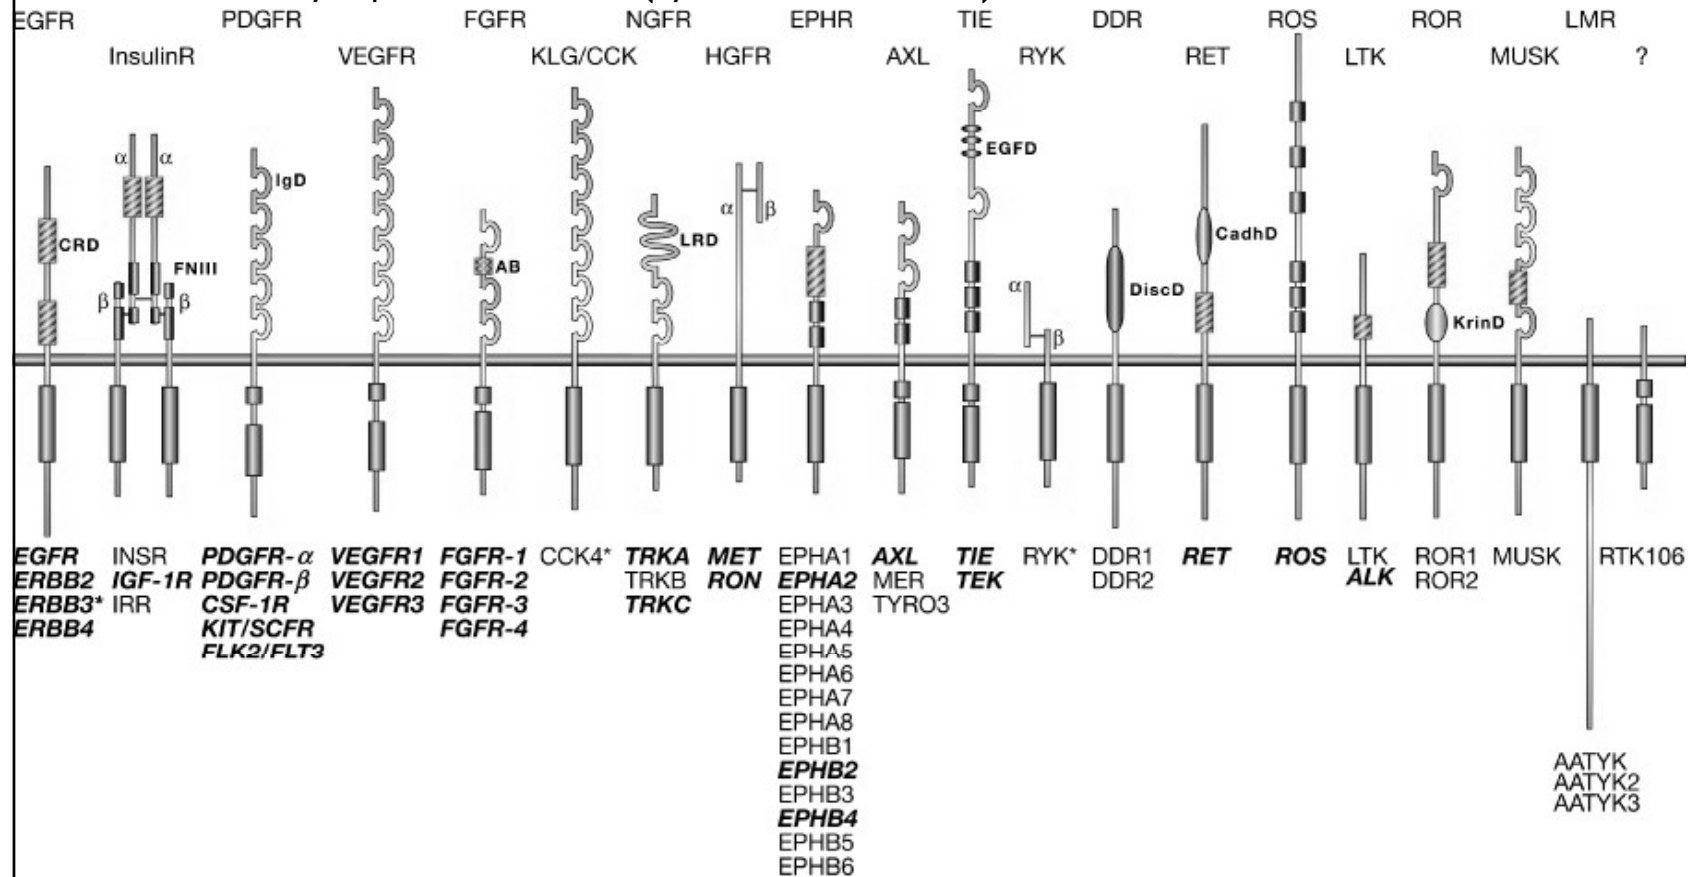 EGFR PDGFR FGFR NGFR EPHR TIE DDR ROS ROR LMR
InsulinR VEGFR KLG/CCK HGFR AXL RYK RET LTK MUSK ?
α α
IgD
EGFD
CRD
FNIII
β β
AB
LRD
α β
α β
DiscD
CadhD
KrinD
EGFR INSR PDGFR-α VEGFR1 FGFR-1 CCK4* TRKA MET EPHA1 AXL TIE RYK* DDR1 RET ROS LTK ROR1 MUSK RTK106
ERBB2 IGF-1R PDGFR-β VEGFR2 FGFR-2 TRKB RON EPHA2 MER TEK DDR2 ALK ROR2
ERBB3* IRR CSF-1R VEGFR3 FGFR-3 TRKC EPHA3 TYRO3
ERBB4 KIT/SCFR FGFR-4 EPHA4
FLK2/FLT3 EPHA5
EPHA6
EPHA7
EPHA8
EPHB1
EPHB2
EPHB3
EPHB4
EPHB5
EPHB6
AATYK
AATYK2
AATYK3